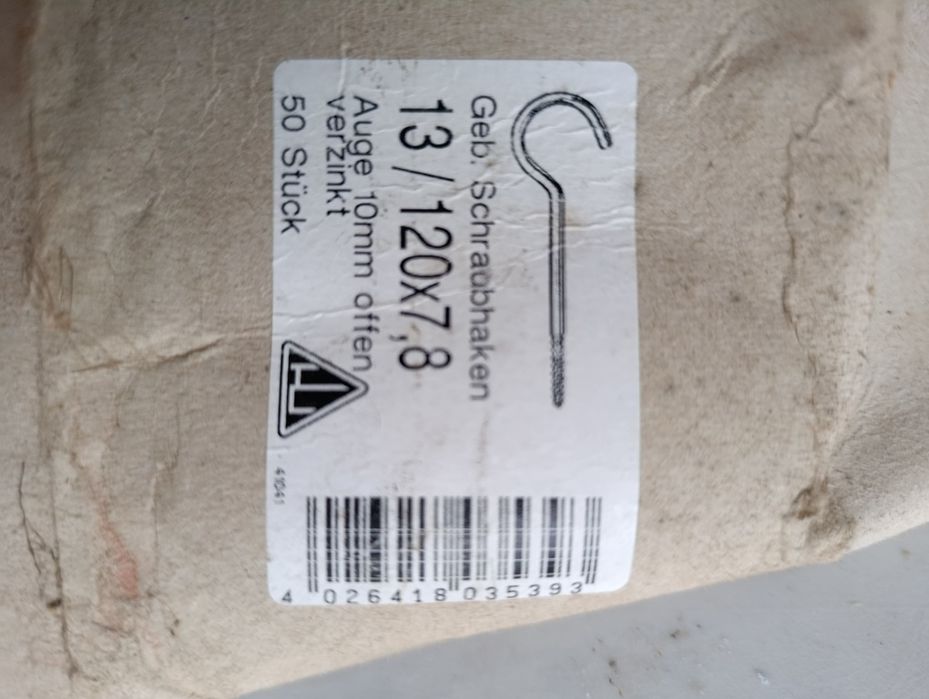 Geb. Schraubhaken
13 / 120x7,8
Auge 10mm offen
verzinkt
50 Stück
41041
4 026418 035393